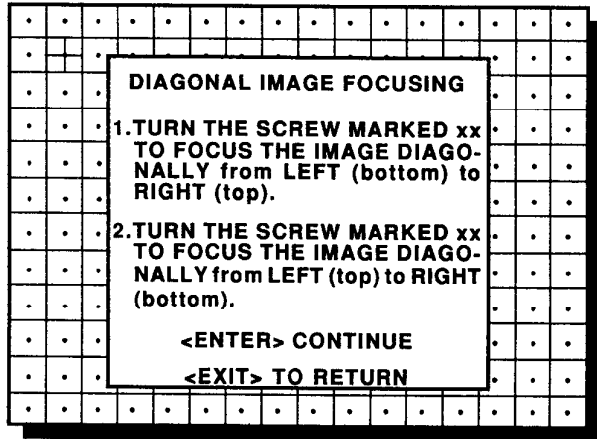 DIAGONAL IMAGE FOCUSING
1.TURN THE SCREW MARKED xx
TO FOCUS THE IMAGE DIAGO-
NALLY from LEFT (bottom) to
RIGHT (top).
2.TURN THE SCREW MARKED xx
TO FOCUS THE IMAGE DIAGO-
NALLY from LEFT (top) to RIGHT
(bottom).
<ENTER> CONTINUE
<EXIT> TO RETURN